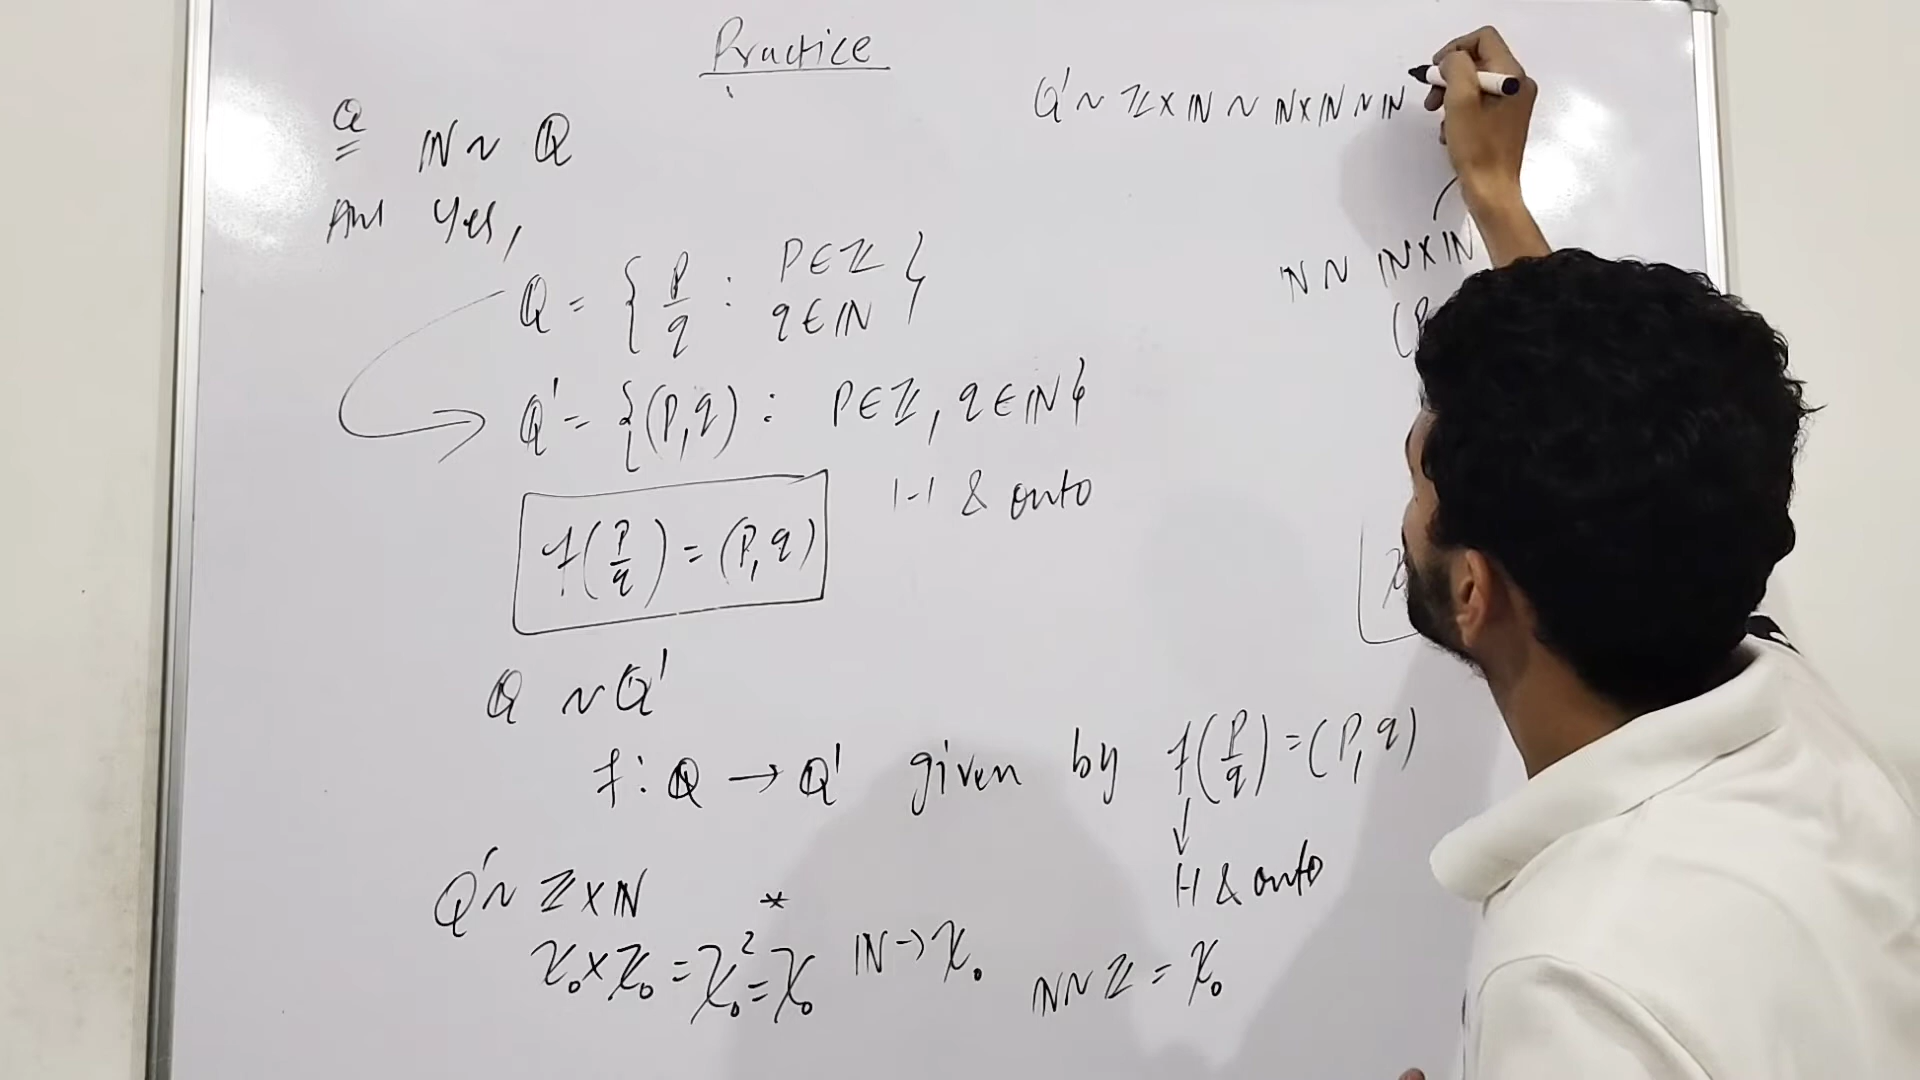 Practice
Q ℕ ~ ℚ
Ans Yes,
ℚ = { p/q : p∈ℤ q∈ℕ }
ℚ' = {(p,q) : p∈ℤ, q∈ℕ}
f(p/q) = (p,q) 1-1 & onto
ℚ ~ ℚ'
f: ℚ → ℚ' given by f(p/q) = (p,q)
1-1 & onto
ℚ' ~ ℤ×ℕ *
ℵ₀×ℵ₀ = ℵ₀² = ℵ₀ ℕ → ℵ₀ ℕ ~ ℤ = ℵ₀
ℚ' ~ ℤ×ℕ ~ ℕ×ℕ ~ ℕ
ℕ ~ ℕ×ℕ